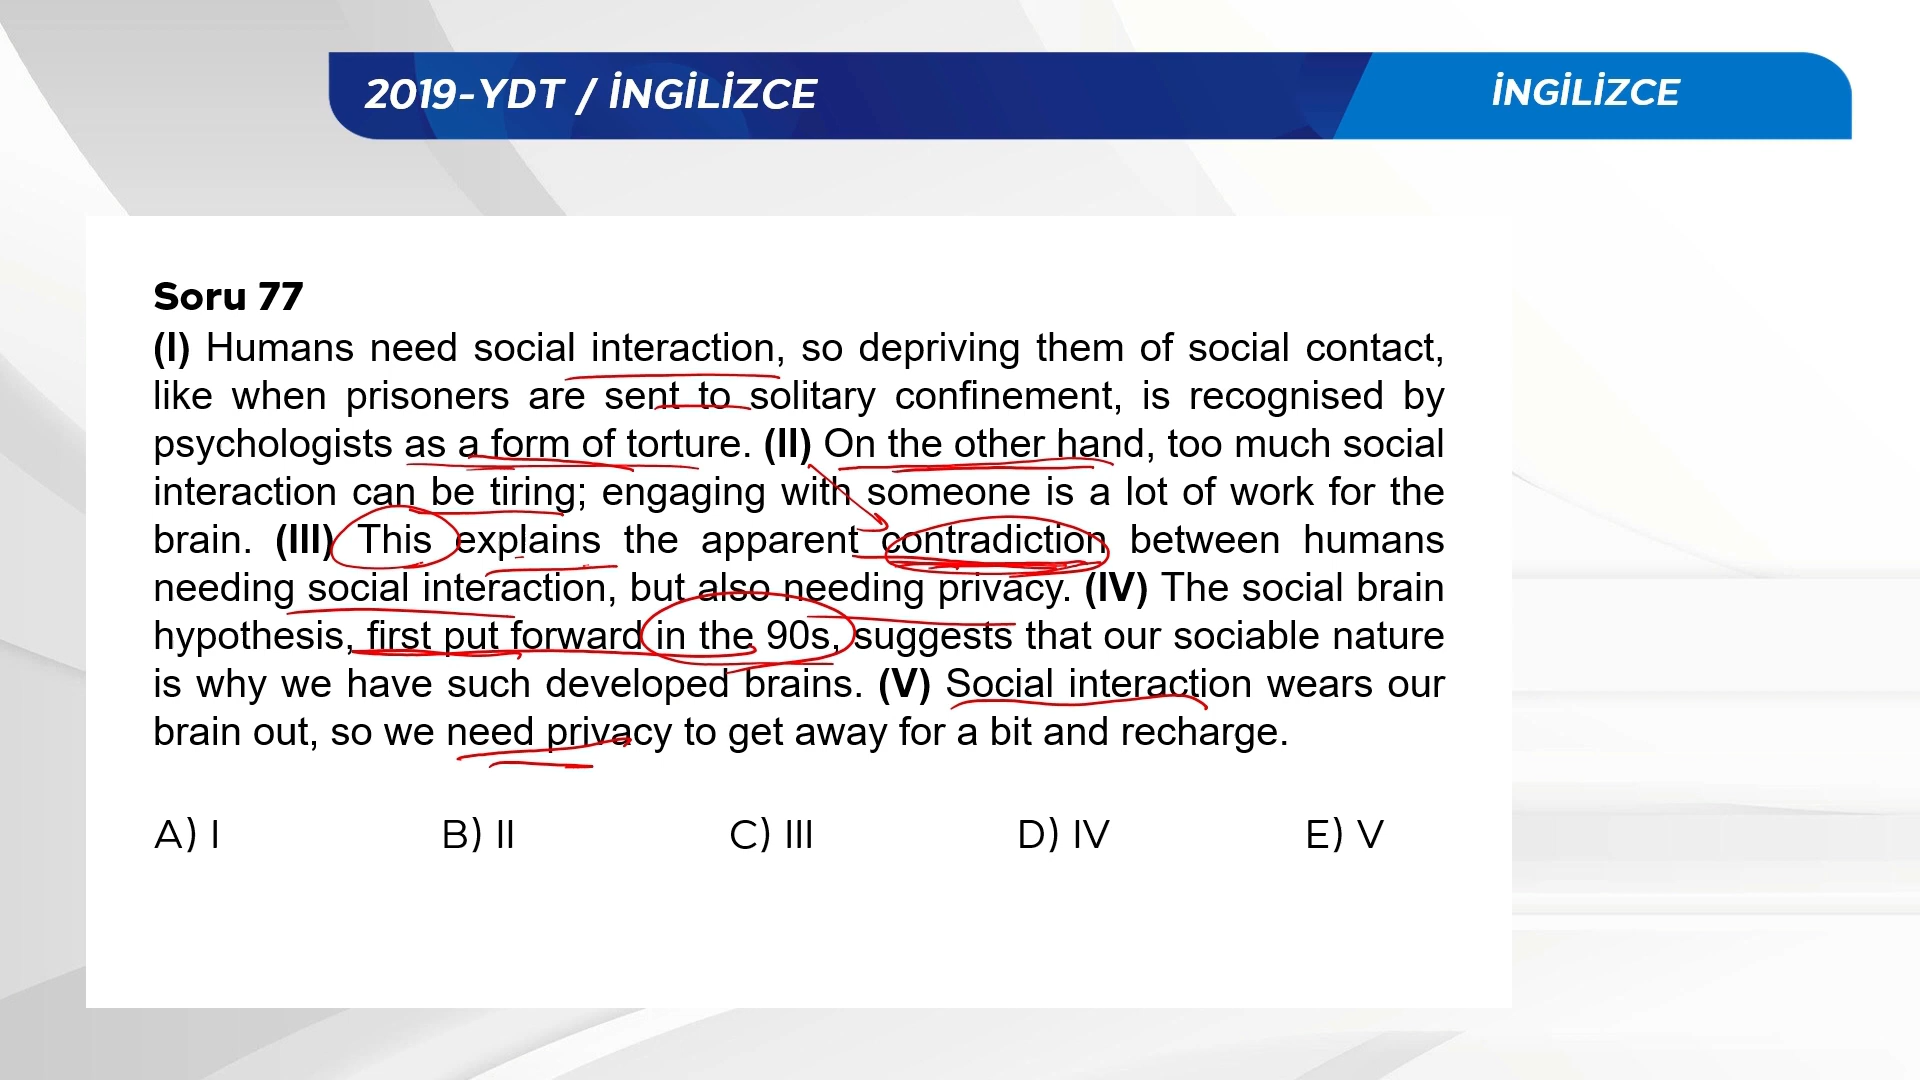 2019-YDT / İNGİLİZCE
İNGİLİZCE
Soru 77
(I) Humans need social interaction, so depriving them of social contact,
like when prisoners are sent to solitary confinement, is recognised by
psychologists as a form of torture. (II) On the other hand, too much social
interaction can be tiring; engaging with someone is a lot of work for the
brain. (III) This explains the apparent contradiction between humans
needing social interaction, but also needing privacy. (IV) The social brain
hypothesis, first put forward in the 90s, suggests that our sociable nature
is why we have such developed brains. (V) Social interaction wears our
brain out, so we need privacy to get away for a bit and recharge.
A) I B) II C) III D) IV E) V